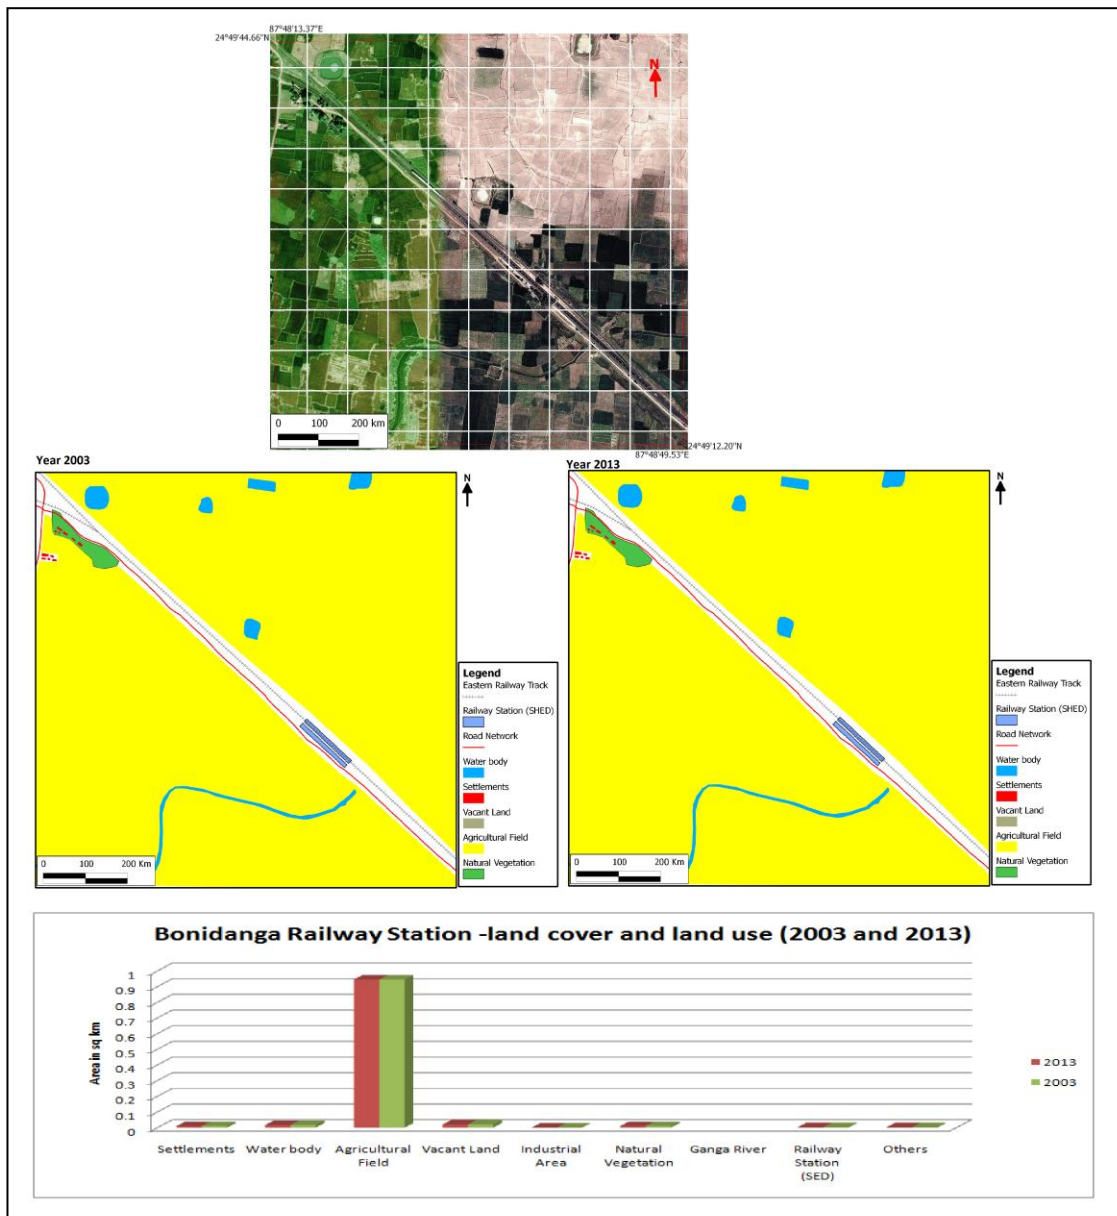 87°48'13.37"E
24°49'44.66"N
N
0 100 200 km
24°49'12.20"N
87°48'49.53"E
Year 2003
N
Legend
Eastern Railway Track
Railway Station (SHED)
Road Network
Water body
Settlements
Vacant Land
Agricultural Field
Natural Vegetation
0 100 200 Km
Year 2013
N
Legend
Eastern Railway Track
Railway Station (SHED)
Road Network
Water body
Settlements
Vacant Land
Agricultural Field
Natural Vegetation
0 100 200 Km
Bonidanga Railway Station -land cover and land use (2003 and 2013)
Area in sq km
1
0.9
0.8
0.7
0.6
0.5
0.4
0.3
0.2
0.1
0
Settlements Water body Agricultural Vacant Land Industrial Natural Ganga River Railway Others
Field Area Vegetation Station
(SED)
2013
2003